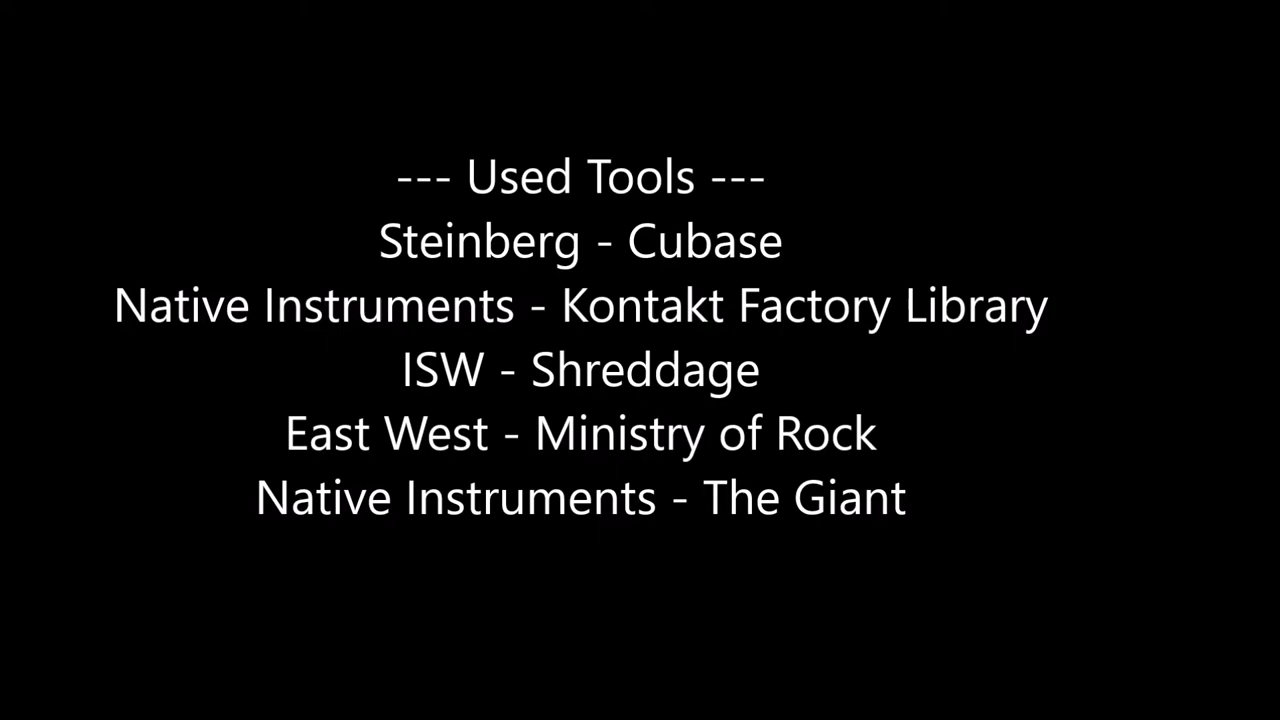 --- Used Tools ---
Steinberg - Cubase
Native Instruments - Kontakt Factory Library
ISW - Shreddage
East West - Ministry of Rock
Native Instruments - The Giant